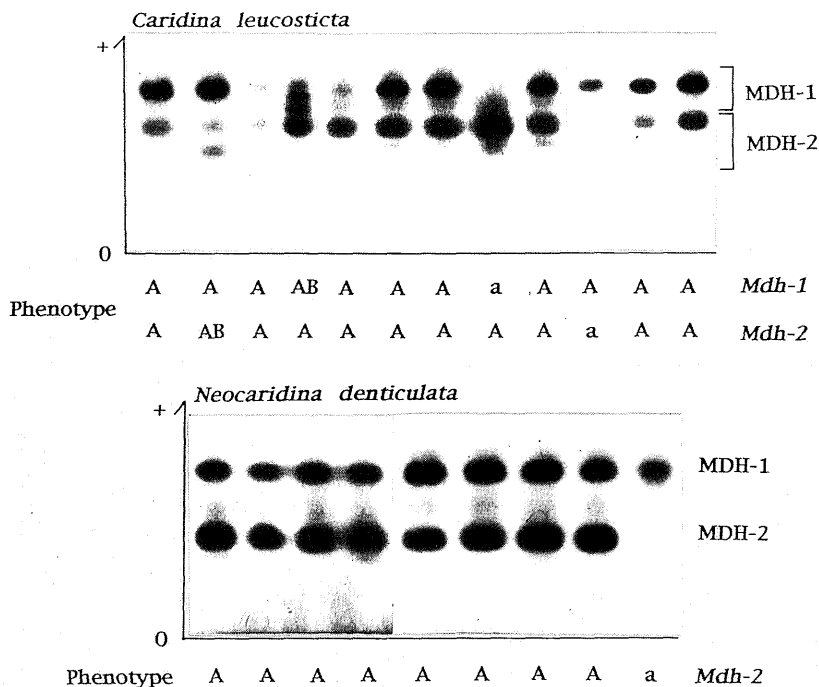 Caridina leucosticta
+
MDH-1
MDH-2
0
A A A AB A A A a A A A A Mdh-1
Phenotype
A AB A A A A A A A a A A Mdh-2
Neocaridina denticulata
+
MDH-1
MDH-2
0
Phenotype A A A A A A A A a Mdh-2